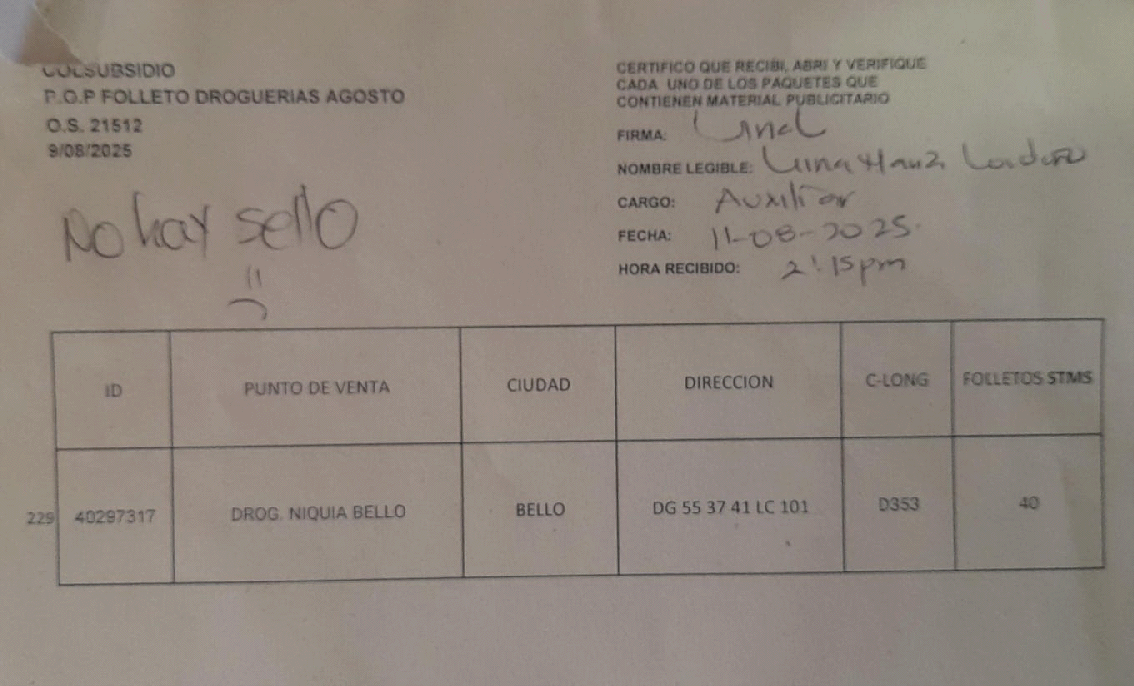 COLSUBSIDIO
P.O.P FOLLETO DROGUERIAS AGOSTO
O.S. 21512
9/08/2025
No hay sello
CERTIFICO QUE RECIBI, ABRI Y VERIFIQUE
CADA UNO DE LOS PAQUETES QUE
CONTIENEN MATERIAL PUBLICITARIO
FIRMA:
NOMBRE LEGIBLE: Lina
CARGO: Auxiliar
FECHA: 11-08-2025
HORA RECIBIDO: 2:15pm
ID PUNTO DE VENTA CIUDAD DIRECCION C-LONG FOLLETOS STMS
229 40297317 DROG. NIQUIA BELLO BELLO DG 55 37 41 LC 101 D353 40